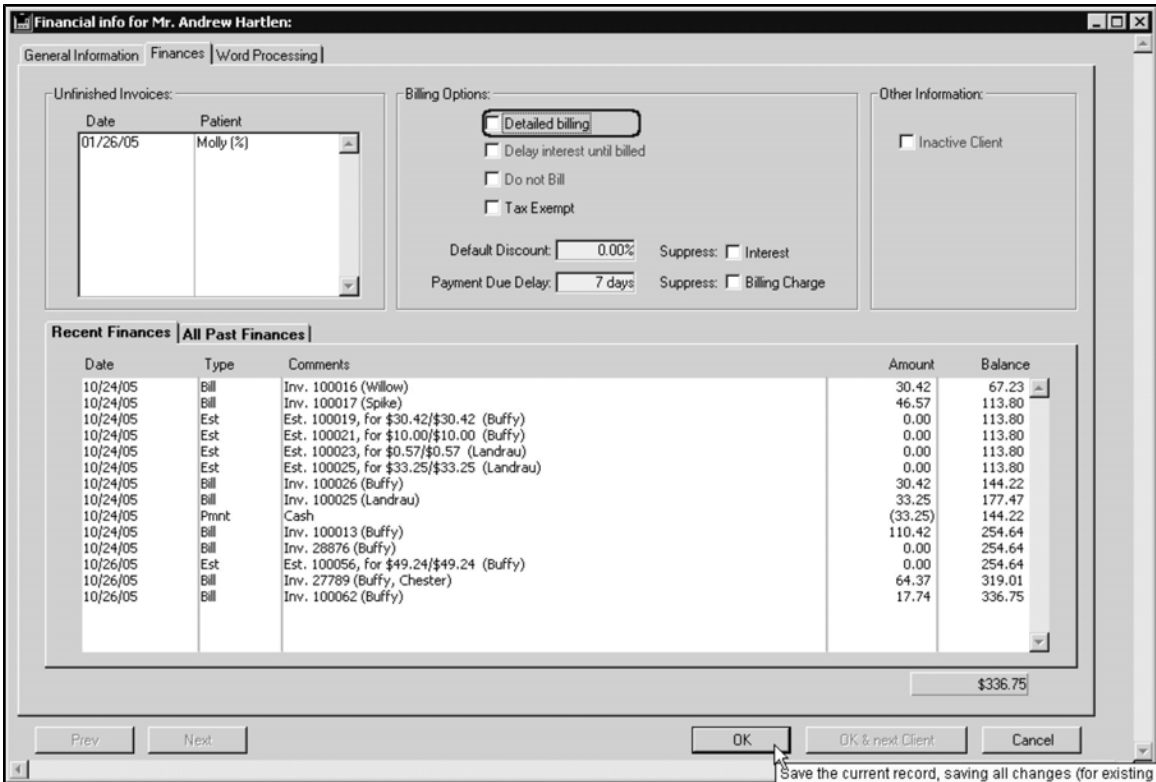 Financial info for Mr. Andrew Hartlen:
General Information Finances Word Processing
Unfinished Invoices: Billing Options: Other Information:
Date Patient
01/26/05 Molly (%)
Detailed billing
Delay interest until billed
Inactive Client
Do not Bill
Tax Exempt
Default Discount: 0.00% Suppress: Interest
Payment Due Delay: 7 days Suppress: Billing Charge
Recent Finances All Past Finances
Date Type Comments Amount Balance
10/24/05 Bill Inv. 100016 (Willow) 30.42 67.23
10/24/05 Bill Inv. 100017 (Spike) 46.57 113.80
10/24/05 Est Est. 100019, for $30.42/$30.42 (Buffy) 0.00 113.80
10/24/05 Est Est. 100021, for $10.00/$10.00 (Buffy) 0.00 113.80
10/24/05 Est Est. 100023, for $0.57/$0.57 (Landrau) 0.00 113.80
10/24/05 Est Est. 100025, for $33.25/$33.25 (Landrau) 0.00 113.80
10/24/05 Bill Inv. 100026 (Buffy) 30.42 144.22
10/24/05 Bill Inv. 100025 (Landrau) 33.25 177.47
10/24/05 Pmnt Cash (33.25) 144.22
10/24/05 Bill Inv. 100013 (Buffy) 110.42 254.64
10/24/05 Bill Inv. 28876 (Buffy) 0.00 254.64
10/26/05 Est Est. 100056, for $49.24/$49.24 (Buffy) 0.00 254.64
10/26/05 Bill Inv. 27789 (Buffy, Chester) 64.37 319.01
10/26/05 Bill Inv. 100062 (Buffy) 17.74 336.75
$336.75
Prev Next OK OK & next Client Cancel
Save the current record, saving all changes (for existing